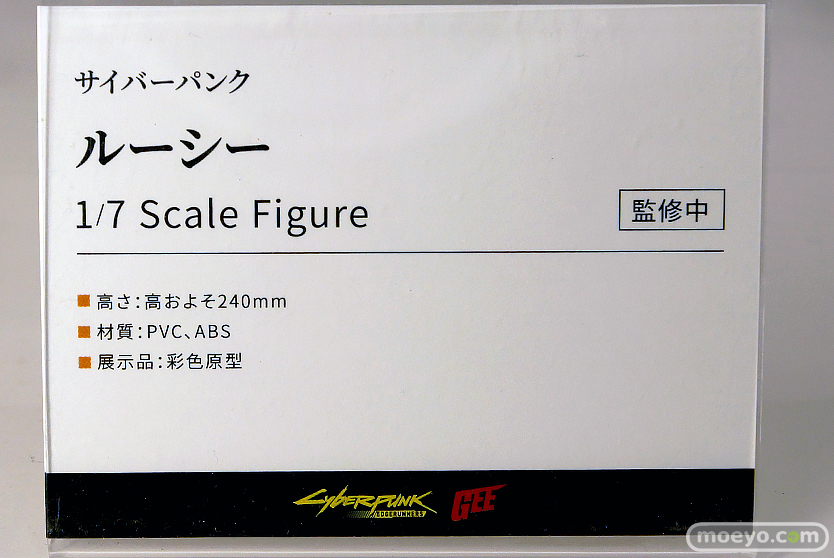 サイバーパンク
ルーシー
1/7 Scale Figure
監修中
高さ：高およそ240mm
材質：PVC、ABS
展示品：彩色原型
CYBERPUNK GEE
EDGERUNNERS
moeyo.com